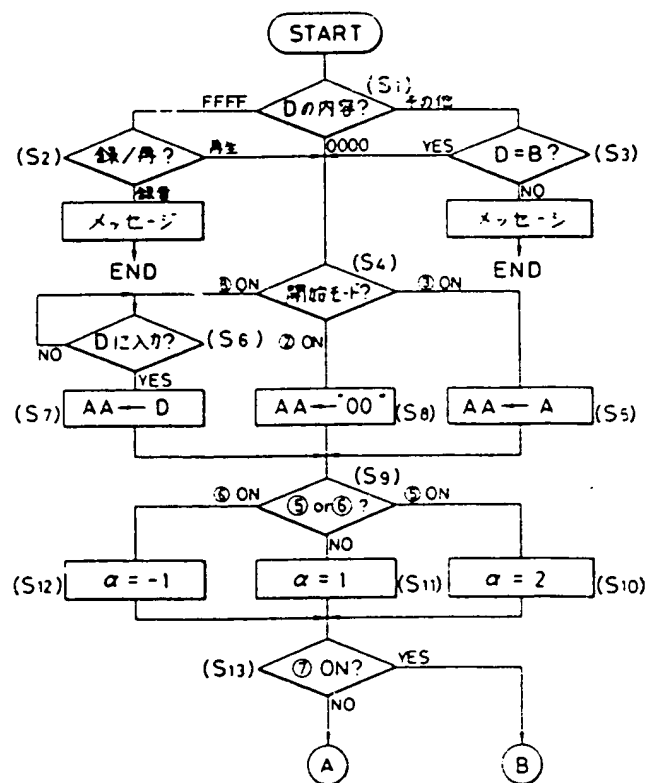 START
(S1)
FFFF
Dの内容?
その他
(S2)
録/再?
再生
0000
YES
D=B?
(S3)
録音
NO
メッセージ
メッセージ
END
END
(S4)
ON
開始モード?
③ ON
Dに入力?
(S6)
② ON
NO
YES
(S7)
AA ← D
AA ← "00"
(S8)
AA ← A
(S5)
(S9)
⑥ ON
⑤ or ⑥ ?
⑤ ON
NO
(S12)
α = -1
α = 1
(S11)
α = 2
(S10)
(S13)
⑦ ON?
YES
NO
A
B